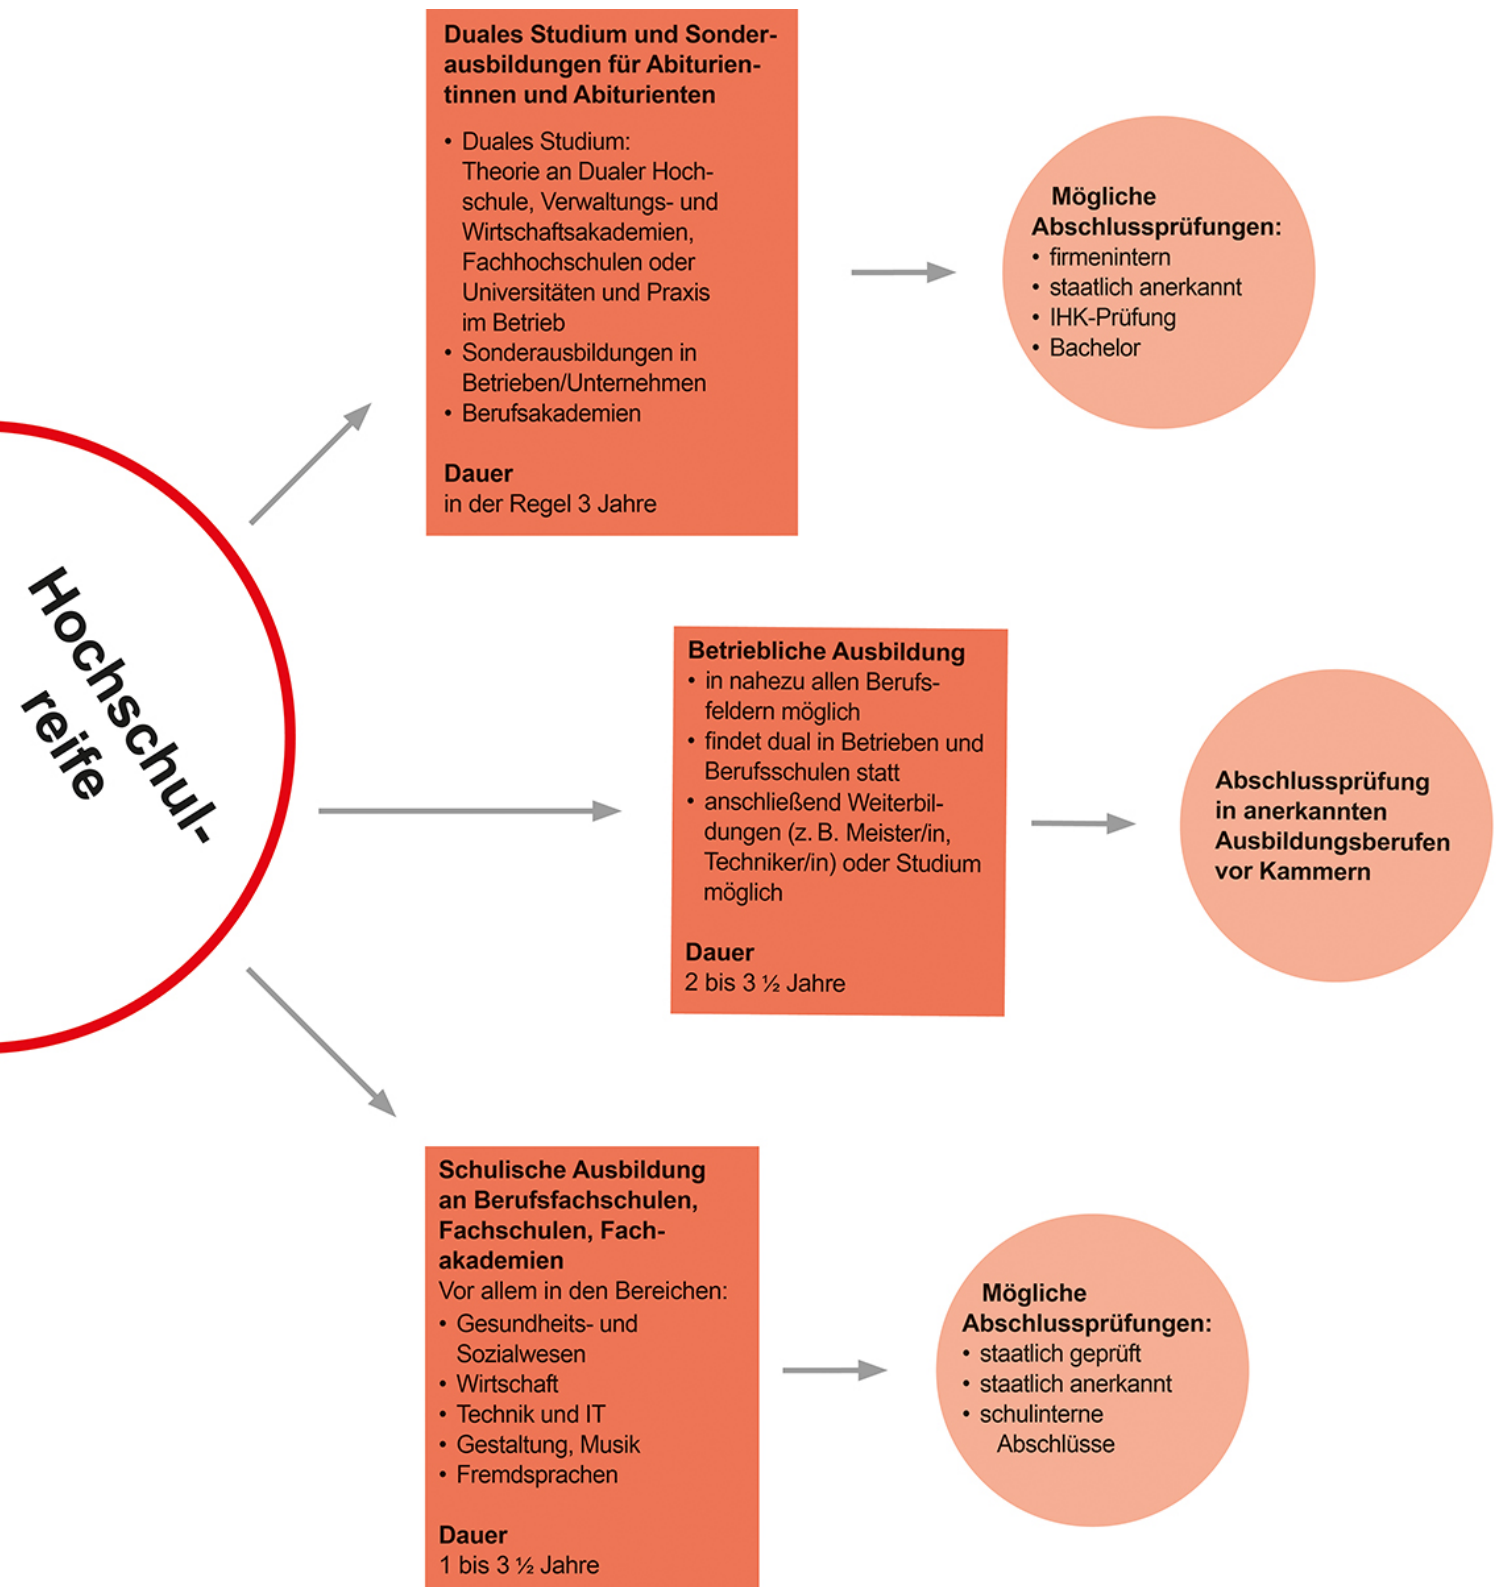 Hochschul-
reife
Duales Studium und Sonder-
ausbildungen für Abiturien-
tinnen und Abiturienten
• Duales Studium:
Theorie an Dualer Hoch-
schule, Verwaltungs- und
Wirtschaftsakademien,
Fachhochschulen oder
Universitäten und Praxis
im Betrieb
• Sonderausbildungen in
Betrieben/Unternehmen
• Berufsakademien
Dauer
in der Regel 3 Jahre
Mögliche
Abschlussprüfungen:
• firmenintern
• staatlich anerkannt
• IHK-Prüfung
• Bachelor
Betriebliche Ausbildung
• in nahezu allen Berufs-
feldern möglich
• findet dual in Betrieben und
Berufsschulen statt
• anschließend Weiterbil-
dungen (z. B. Meister/in,
Techniker/in) oder Studium
möglich
Dauer
2 bis 3 ½ Jahre
Abschlussprüfung
in anerkannten
Ausbildungsberufen
vor Kammern
Schulische Ausbildung
an Berufsfachschulen,
Fachschulen, Fach-
akademien
Vor allem in den Bereichen:
• Gesundheits- und
Sozialwesen
• Wirtschaft
• Technik und IT
• Gestaltung, Musik
• Fremdsprachen
Dauer
1 bis 3 ½ Jahre
Mögliche
Abschlussprüfungen:
• staatlich geprüft
• staatlich anerkannt
• schulinterne
Abschlüsse